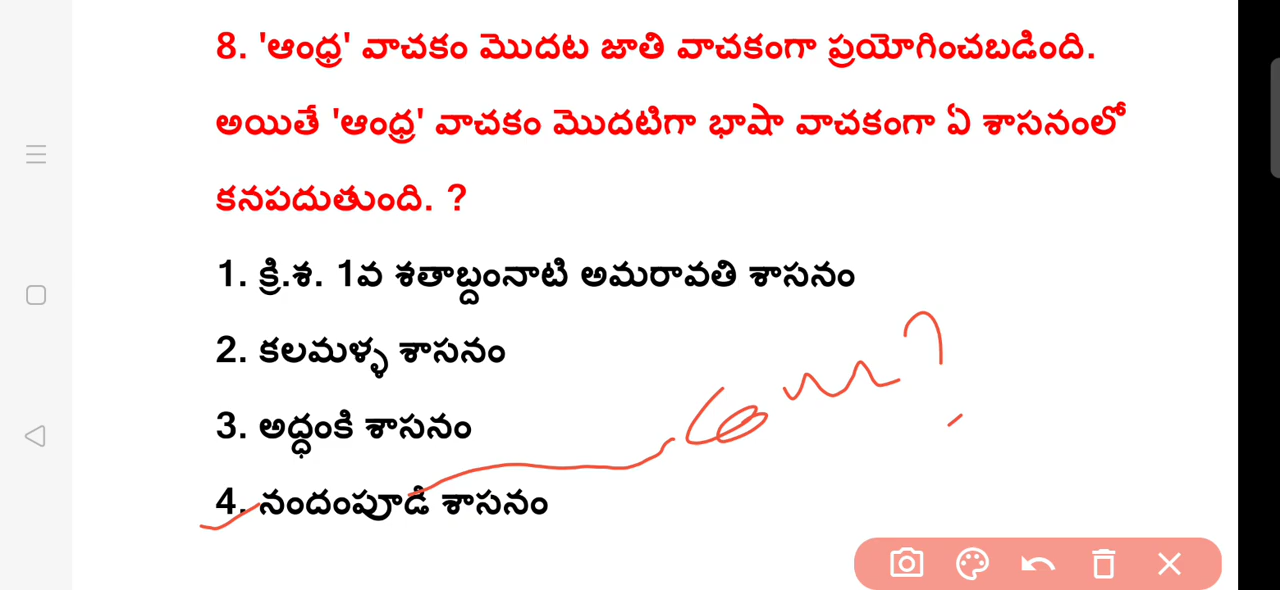 8. 'ఆంధ్ర' వాచకం మొదట జాతి వాచకంగా ప్రయోగించబడింది.
అయితే 'ఆంధ్ర' వాచకం మొదటిగా భాషా వాచకంగా ఏ శాసనంలో
కనపదుతుంది. ?
1. క్రి.శ. 1వ శతాబ్దంనాటి అమరావతి శాసనం
2. కలమళ్ళ శాసనం
3. అద్ధంకి శాసనం
4. నందంపూడి శాసనం